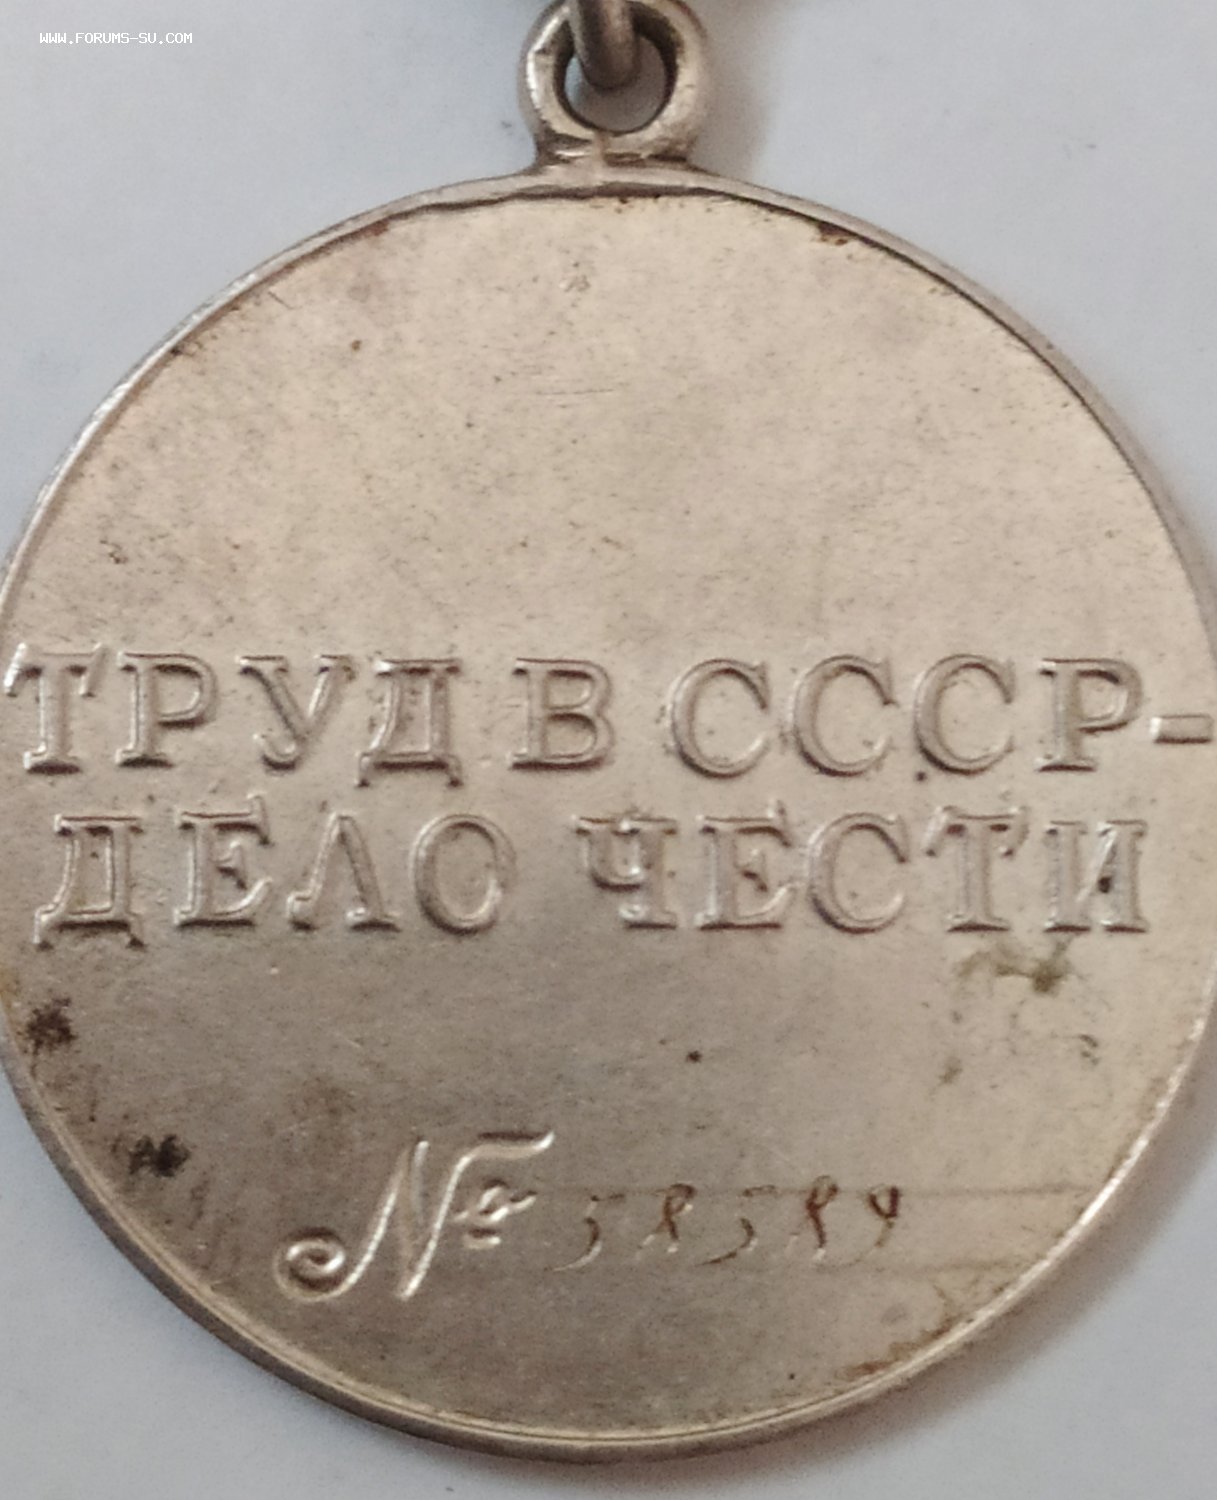 WWW.FORUMS-SU.COM
ТРУД В СССР-
ДЕЛО ЧЕСТИ
№ 58589